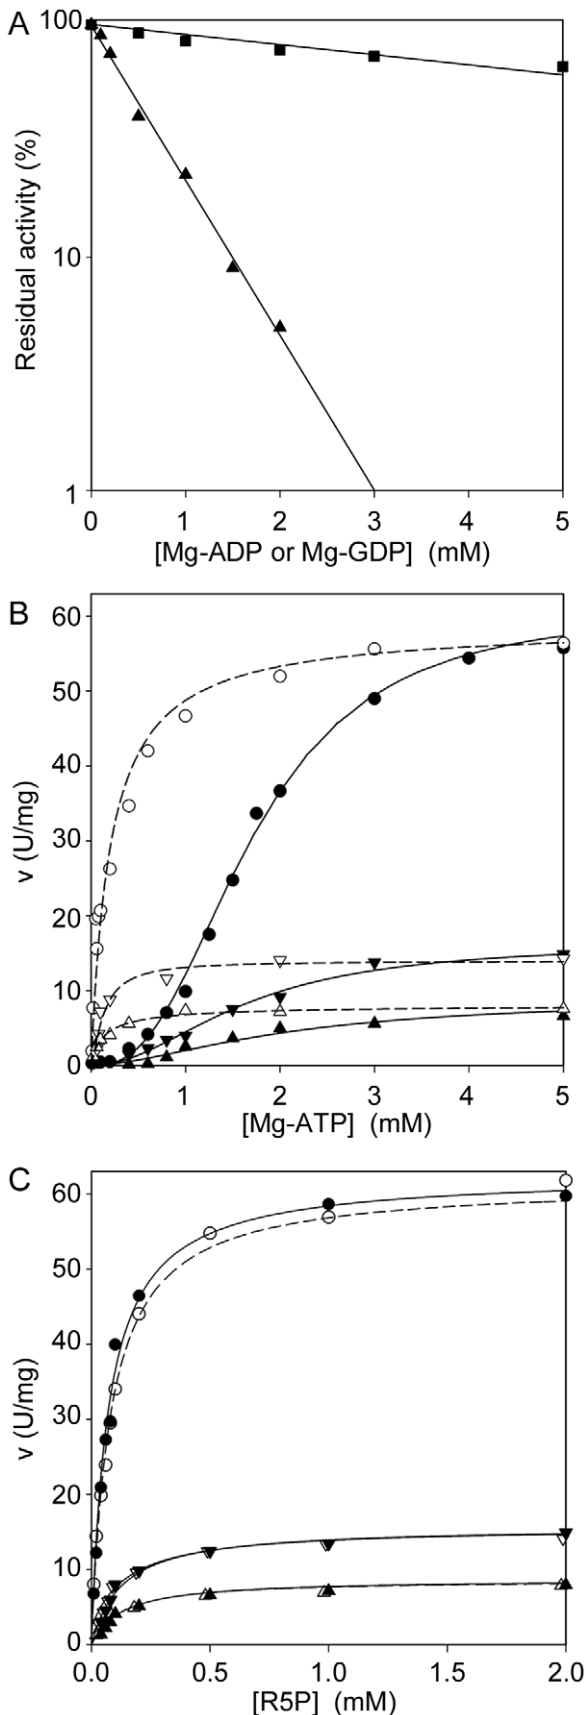 A
100
10
1
Residual activity (%)
0 1 2 3 4 5
[Mg-ADP or Mg-GDP] (mM)
B
60
50
40
30
20
10
0
v (U/mg)
0 1 2 3 4 5
[Mg-ATP] (mM)
C
60
50
40
30
20
10
0
v (U/mg)
0.0 0.5 1.0 1.5 2.0
[R5P] (mM)